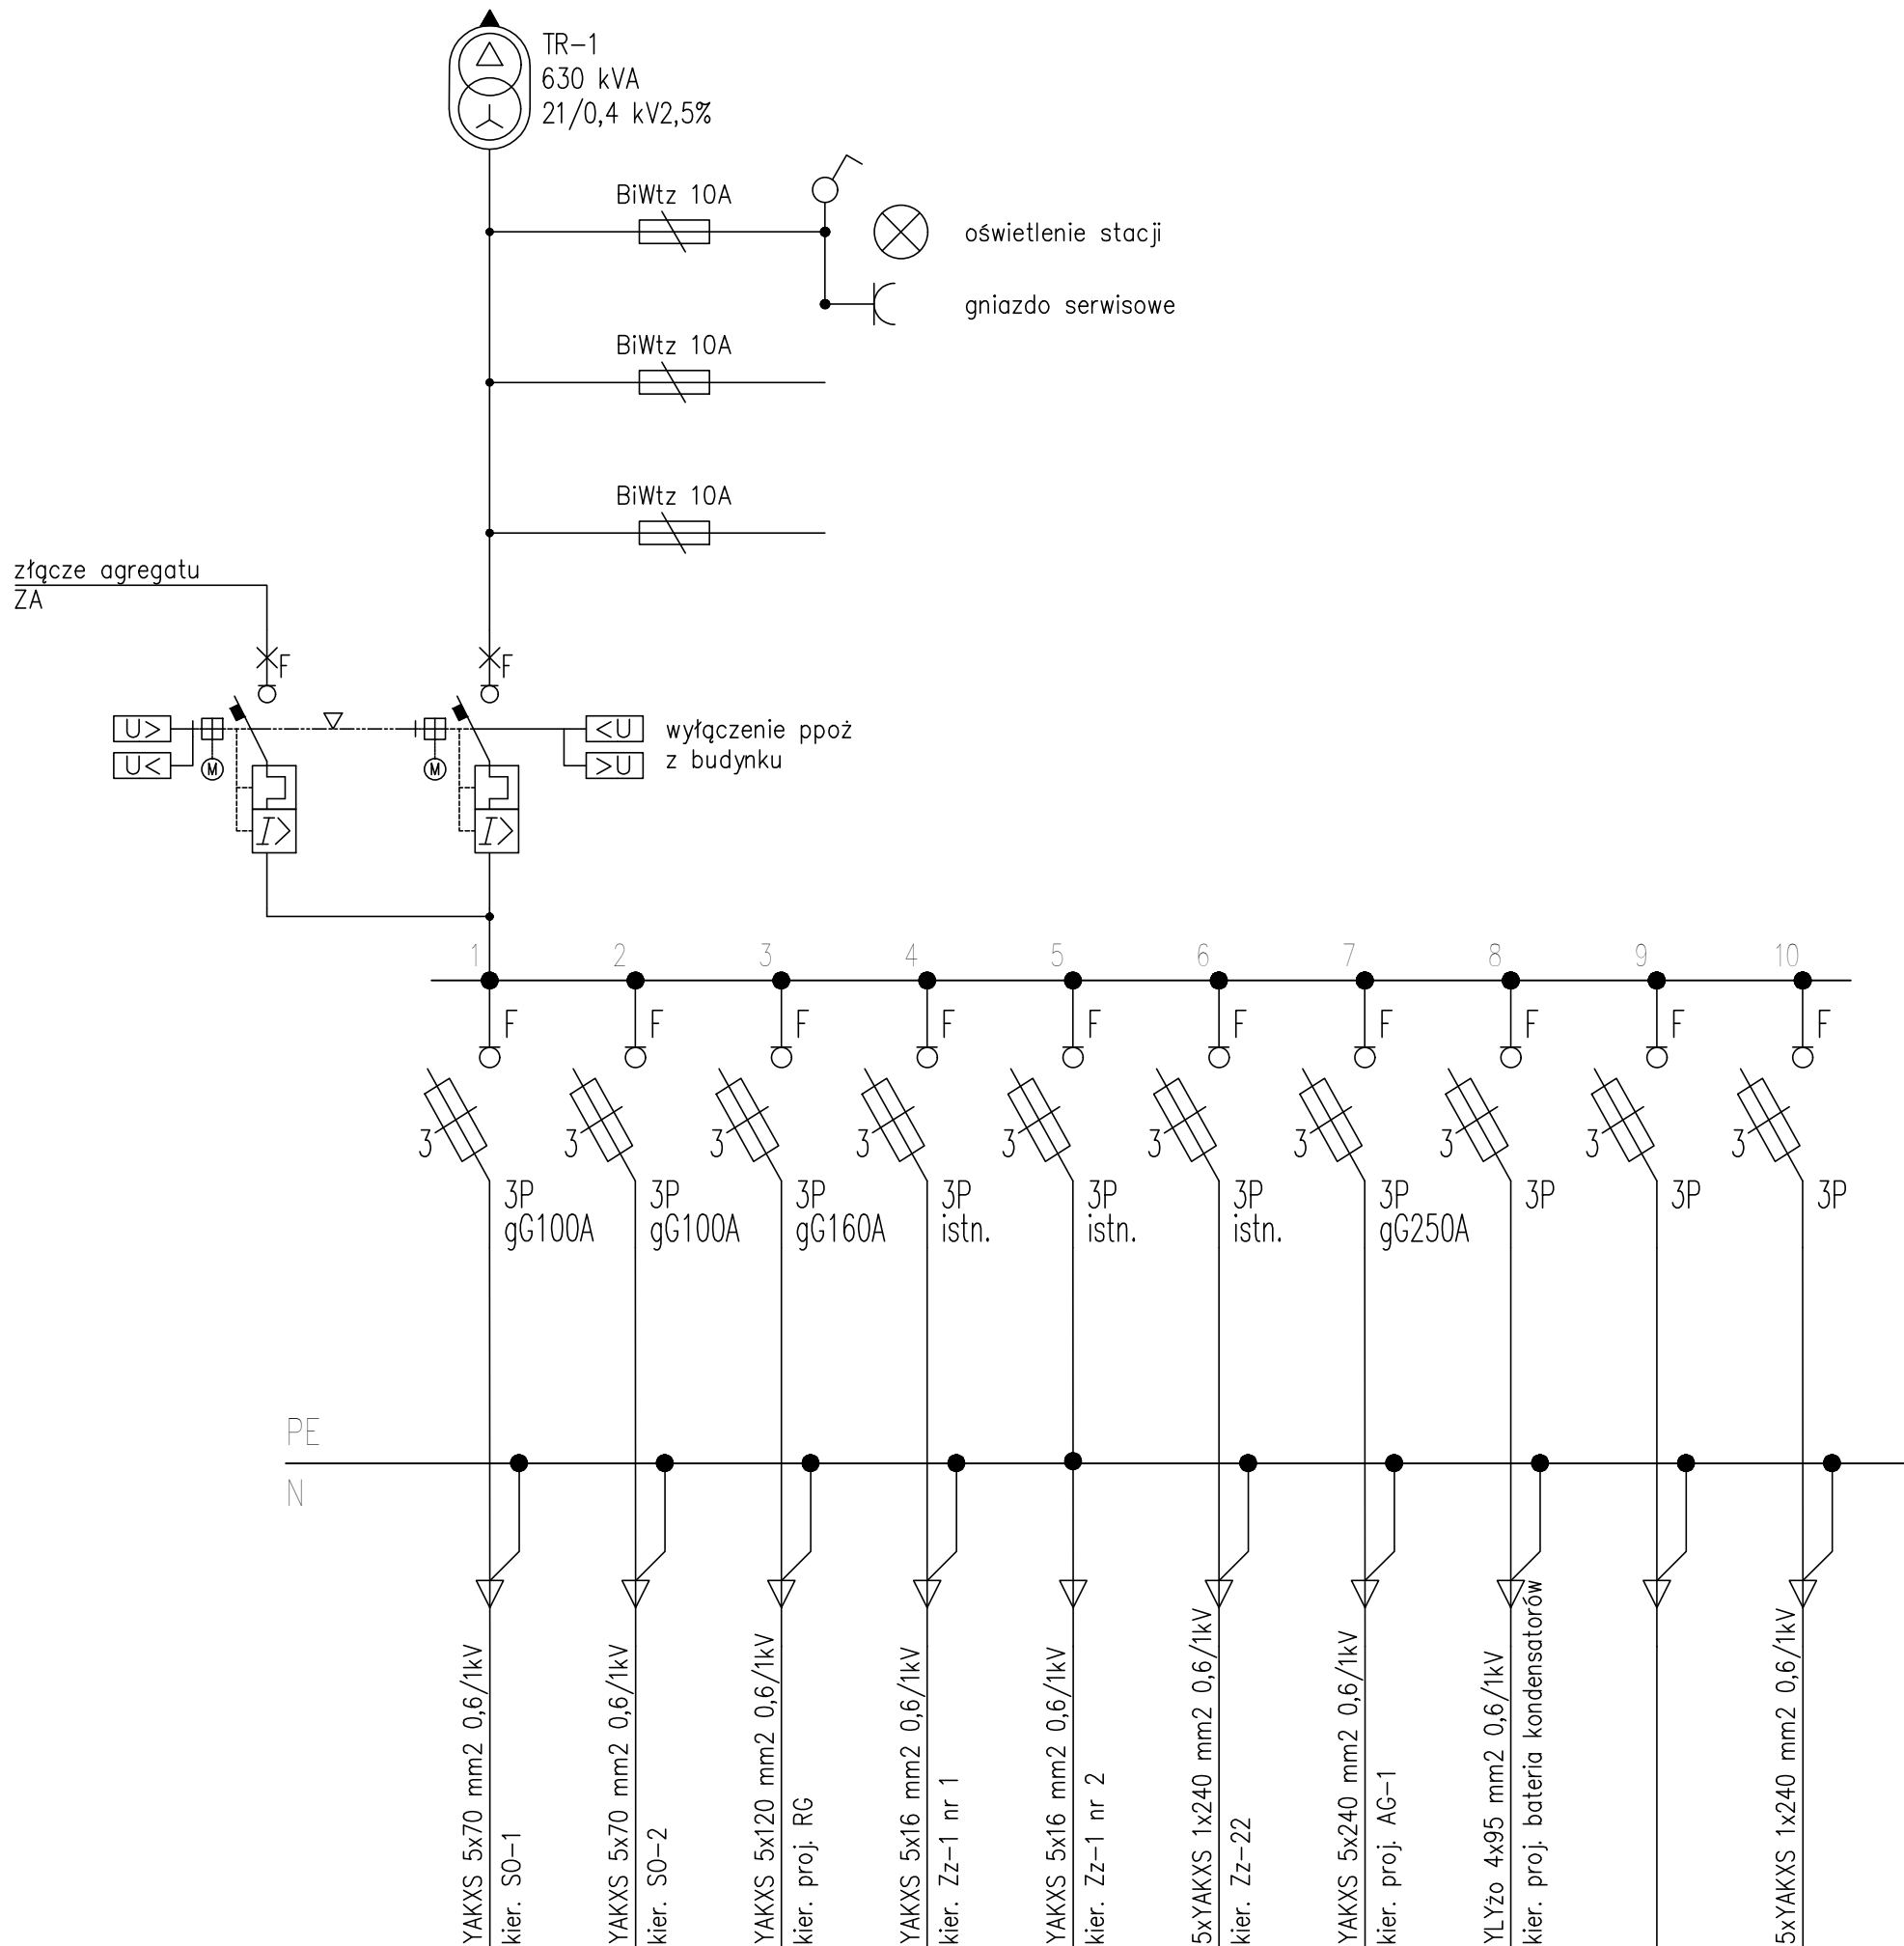 TR-1
630 kVA
21/0,4 kV2,5%
BiWtz 10A
oświetlenie stacji
gniazdo serwisowe
BiWtz 10A
BiWtz 10A
złącze agregatu
ZA
F
F
U>
U<
M
M
<U
>U
wyłączenie ppoż
z budynku
I>
I>
1 2 3 4 5 6 7 8 9 10
F F F F F F F F F F
3 3 3 3 3 3 3 3 3 3
3P
gG100A
3P
gG100A
3P
gG160A
3P
istn.
3P
istn.
3P
istn.
3P
gG250A
3P
3P
3P
PE
N
YAKXS 5x70 mm2 0,6/1kV
kier. SO-1
YAKXS 5x70 mm2 0,6/1kV
kier. SO-2
YAKXS 5x120 mm2 0,6/1kV
kier. proj. RG
YAKXS 5x16 mm2 0,6/1kV
kier. Zz-1 nr 1
YAKXS 5x16 mm2 0,6/1kV
kier. Zz-1 nr 2
5xYAKXS 1x240 mm2 0,6/1kV
kier. Zz-22
YAKXS 5x240 mm2 0,6/1kV
kier. proj. AG-1
YLYżo 4x95 mm2 0,6/1kV
kier. proj. bateria kondensatorów
5xYAKXS 1x240 mm2 0,6/1kV